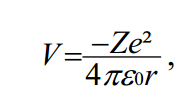 V = −Ze² / 4πε₀r ,